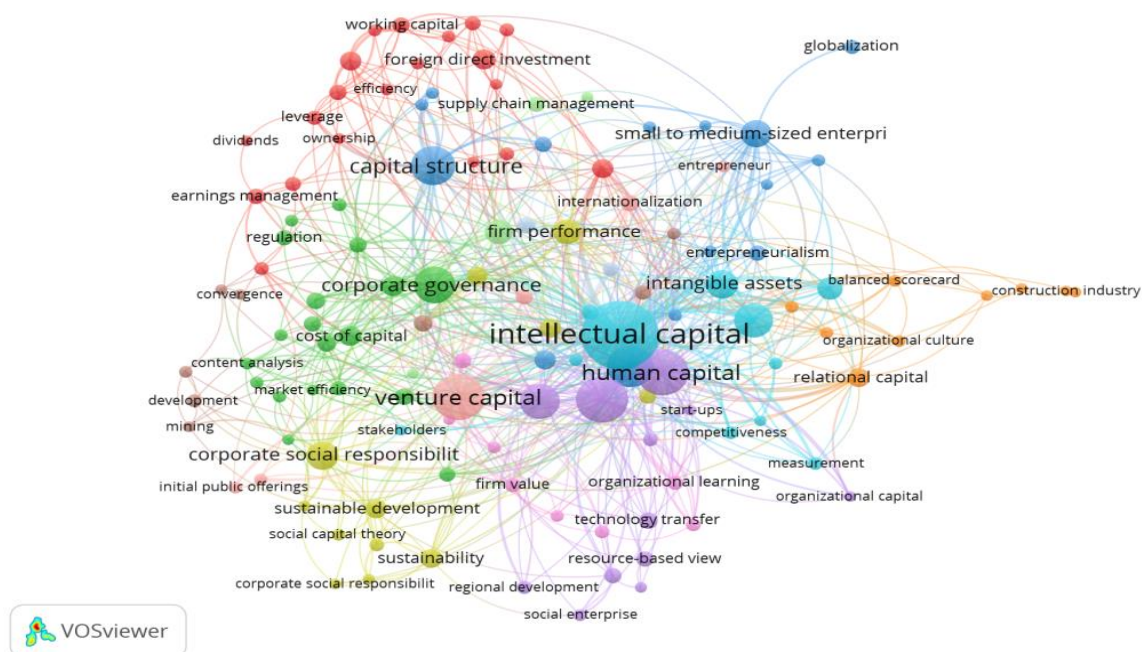 working capital
globalization
foreign direct investment
efficiency
supply chain management
leverage
small to medium-sized enterpri
dividends
ownership
capital structure
entrepreneur
earnings management
internationalization
firm performance
regulation
entrepreneurialism
corporate governance
intangible assets
balanced scorecard
convergence
construction industry
cost of capital
intellectual capital
organizational culture
content analysis
human capital
relational capital
market efficiency
venture capital
development
start-ups
mining
stakeholders
competitiveness
corporate social responsibilit
measurement
initial public offerings
firm value
organizational learning
organizational capital
sustainable development
technology transfer
social capital theory
sustainability
resource-based view
corporate social responsibilit
regional development
social enterprise
VOSviewer